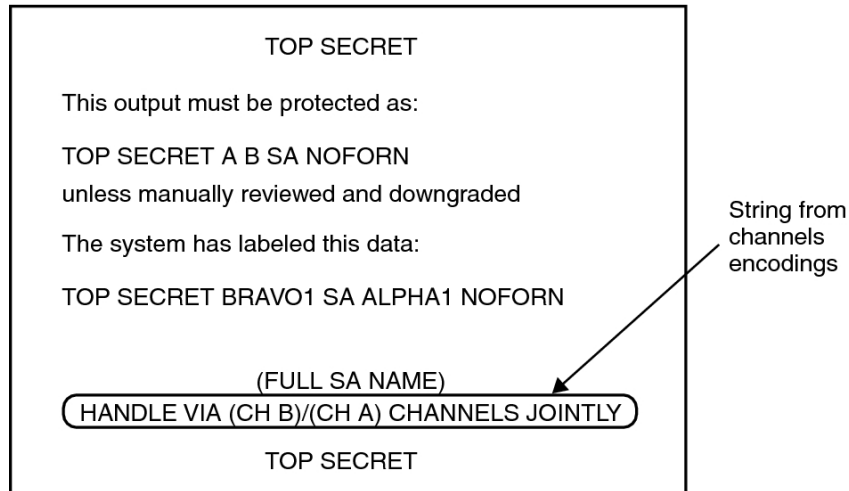 TOP SECRET
This output must be protected as:
TOP SECRET A B SA NOFORN
unless manually reviewed and downgraded
The system has labeled this data:
TOP SECRET BRAVO1 SA ALPHA1 NOFORN
(FULL SA NAME)
HANDLE VIA (CH B)/(CH A) CHANNELS JOINTLY
TOP SECRET
String from
channels
encodings